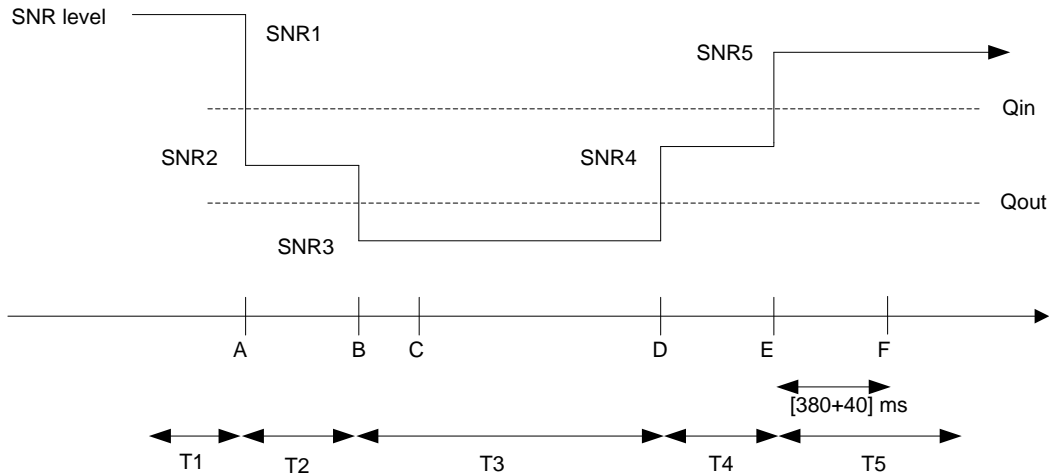 SNR level
SNR1
SNR5
Qin
SNR2
SNR4
Qout
SNR3
A B C D E F
[380+40] ms
T1 T2 T3 T4 T5